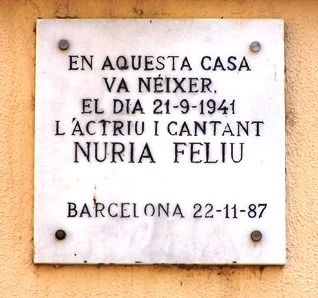 EN AQUESTA CASA
VA NÉIXER,
EL DIA 21-9-1941
L'ACTRIU I CANTANT
NURIA FELIU
BARCELONA 22-11-87